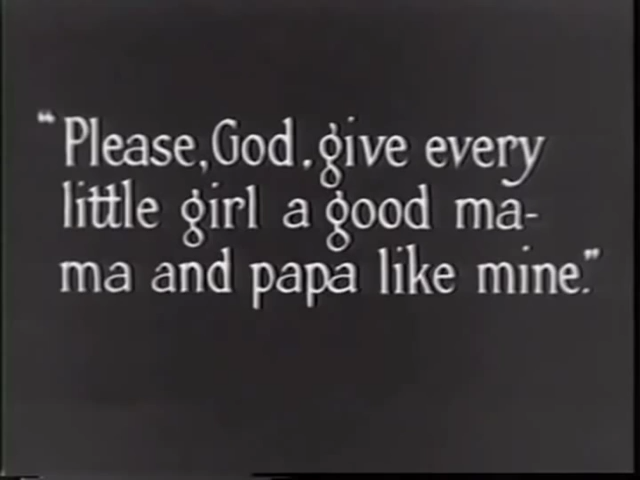 "Please, God, give every
little girl a good ma-
ma and papa like mine."